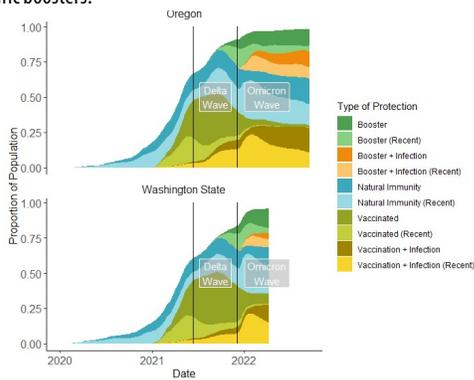 Oregon
1.00
0.75
0.50
0.25
0.00
Delta
Wave
Omicron
Wave
Washington State
1.00
0.75
0.50
0.25
0.00
Delta
Wave
Omicron
Wave
2020
2021
2022
Date
Proportion of Population
Type of Protection
Booster
Booster (Recent)
Booster + Infection
Booster + Infection (Recent)
Natural Immunity
Natural Immunity (Recent)
Vaccinated
Vaccinated (Recent)
Vaccination + Infection
Vaccination + Infection (Recent)